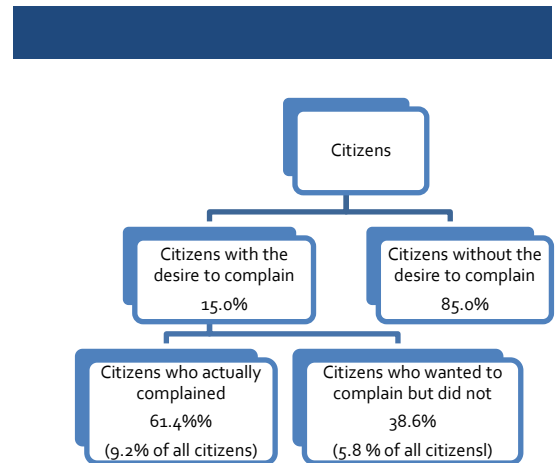 Citizens
Citizens with the
desire to complain
15.0%
Citizens without the
desire to complain
85.0%
Citizens who actually
complained
61.4%%
(9.2% of all citizens)
Citizens who wanted to
complain but did not
38.6%
(5.8 % of all citizensl)